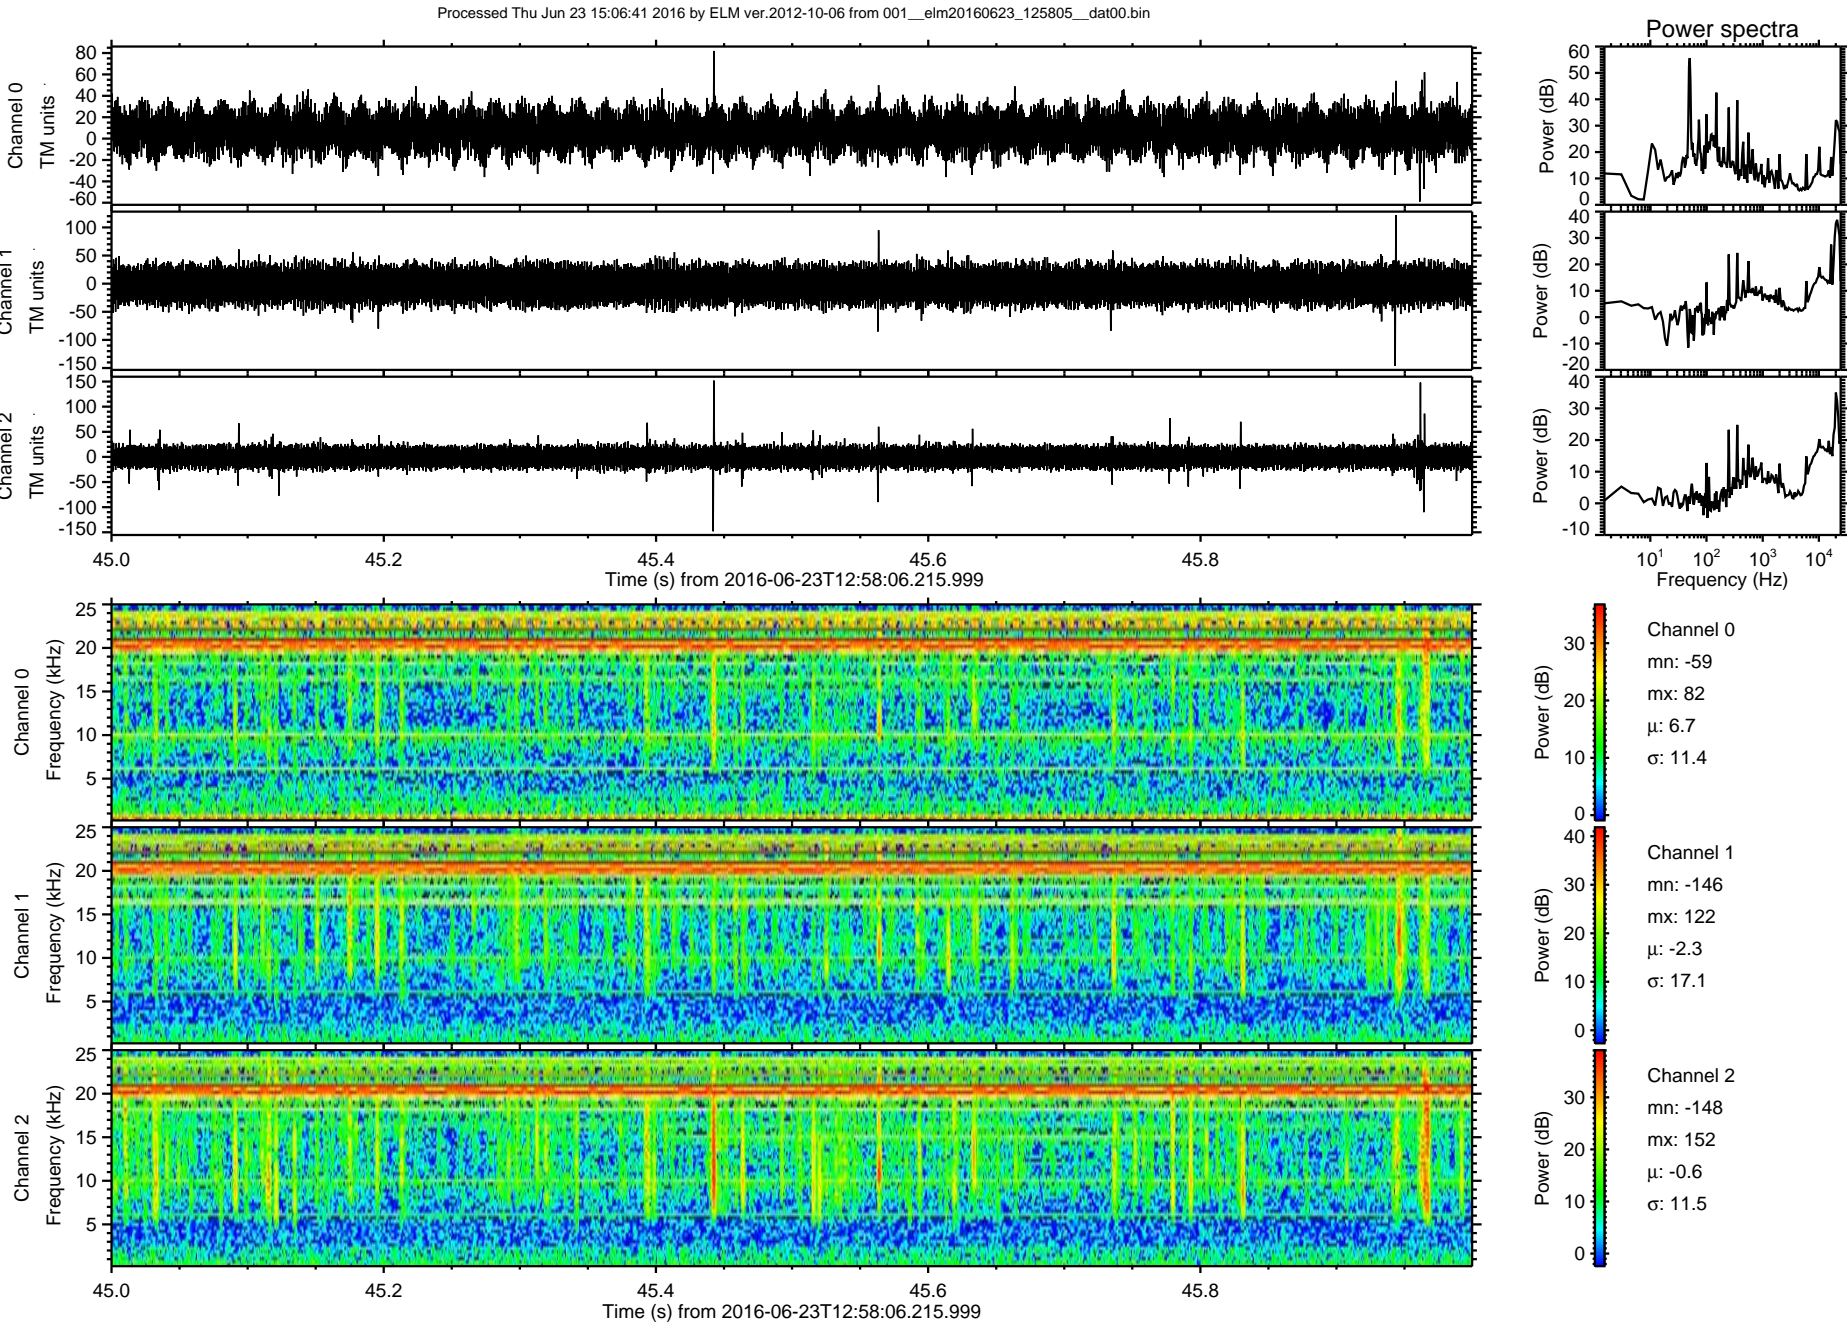 Processed Thu Jun 23 15:06:41 2016 by ELM ver.2012-10-06 from 001__elm20160623_125805__dat00.bin
Power spectra
Channel 0
TM units
80
60
40
20
0
-20
-40
-60
Power (dB)
60
50
40
30
20
10
0
Channel 1
TM units
100
50
0
-50
-100
-150
Power (dB)
40
30
20
10
0
-10
-20
Channel 2
TM units
150
100
50
0
-50
-100
-150
Power (dB)
40
30
20
10
0
-10
45.0 45.2 45.4 45.6 45.8
Time (s) from 2016-06-23T12:58:06.215.999
10^1 10^2 10^3 10^4
Frequency (Hz)
Channel 0
Frequency (kHz)
25
20
15
10
5
Power (dB)
30
20
10
0
Channel 0
mn: -59
mx: 82
μ: 6.7
σ: 11.4
Channel 1
Frequency (kHz)
25
20
15
10
5
Power (dB)
40
30
20
10
0
Channel 1
mn: -146
mx: 122
μ: -2.3
σ: 17.1
Channel 2
Frequency (kHz)
25
20
15
10
5
Power (dB)
30
20
10
0
Channel 2
mn: -148
mx: 152
μ: -0.6
σ: 11.5
45.0 45.2 45.4 45.6 45.8
Time (s) from 2016-06-23T12:58:06.215.999